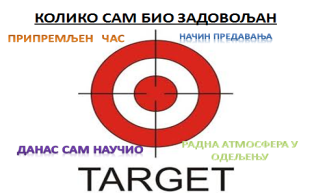 КОЛИКО САМ БИО ЗАДОВОЉАН
ПРИПРЕМЉЕН ЧАС
НАЧИН ПРЕДАВАЊА
ДАНАС САМ НАУЧИО
РАДНА АТМОСФЕРА У
ОДЕЉЕЊУ
TARGET